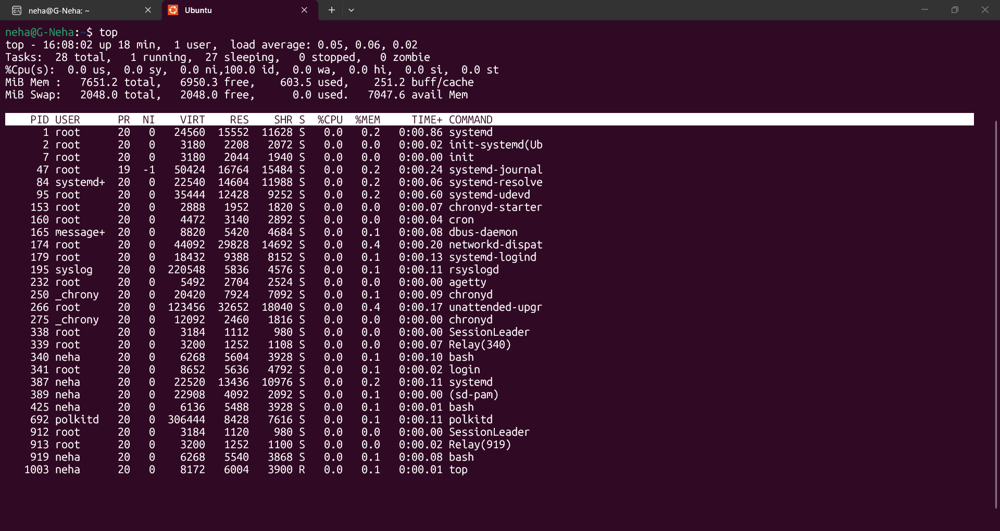 neha@G-Neha: ~
Ubuntu
neha@G-Neha:~$ top
top - 16:08:02 up 18 min,  1 user,  load average: 0.05, 0.06, 0.02
Tasks:  28 total,   1 running,  27 sleeping,   0 stopped,   0 zombie
%Cpu(s):  0.0 us,  0.0 sy,  0.0 ni,100.0 id,  0.0 wa,  0.0 hi,  0.0 si,  0.0 st
MiB Mem :   7651.2 total,   6950.3 free,    603.5 used,    251.2 buff/cache
MiB Swap:   2048.0 total,   2048.0 free,      0.0 used.   7047.6 avail Mem
    PID USER      PR  NI    VIRT    RES    SHR S  %CPU  %MEM     TIME+ COMMAND
      1 root      20   0   24560  15552  11628 S   0.0   0.2   0:00.86 systemd
      2 root      20   0    3180   2208   2072 S   0.0   0.0   0:00.02 init-systemd(Ub
      7 root      20   0    3180   2044   1940 S   0.0   0.0   0:00.00 init
     47 root      19  -1   50424  16764  15484 S   0.0   0.2   0:00.24 systemd-journal
     84 systemd+  20   0   22540  14604  11988 S   0.0   0.2   0:00.06 systemd-resolve
     95 root      20   0   35444  12428   9252 S   0.0   0.2   0:00.60 systemd-udevd
    153 root      20   0    2888   1952   1820 S   0.0   0.0   0:00.07 chronyd-starter
    160 root      20   0    4472   3140   2892 S   0.0   0.0   0:00.04 cron
    165 message+  20   0    8820   5420   4684 S   0.0   0.1   0:00.08 dbus-daemon
    174 root      20   0   44092  29828  14692 S   0.0   0.4   0:00.20 networkd-dispat
    179 root      20   0   18432   9388   8152 S   0.0   0.1   0:00.13 systemd-logind
    195 syslog    20   0  220548   5836   4576 S   0.0   0.1   0:00.11 rsyslogd
    232 root      20   0    5492   2704   2524 S   0.0   0.0   0:00.00 agetty
    250 _chrony   20   0   20420   7924   7092 S   0.0   0.1   0:00.09 chronyd
    266 root      20   0  123456  32652  18040 S   0.0   0.4   0:00.17 unattended-upgr
    275 _chrony   20   0   12092   2460   1816 S   0.0   0.0   0:00.00 chronyd
    338 root      20   0    3184   1112    980 S   0.0   0.0   0:00.00 SessionLeader
    339 root      20   0    3200   1252   1108 S   0.0   0.0   0:00.07 Relay(340)
    340 neha      20   0    6268   5604   3928 S   0.0   0.1   0:00.10 bash
    341 root      20   0    8652   5636   4792 S   0.0   0.1   0:00.02 login
    387 neha      20   0   22520  13436  10976 S   0.0   0.2   0:00.11 systemd
    389 neha      20   0   22908   4092   2092 S   0.0   0.1   0:00.00 (sd-pam)
    425 neha      20   0    6136   5488   3928 S   0.0   0.1   0:00.01 bash
    692 polkitd   20   0  306444   8428   7616 S   0.0   0.1   0:00.11 polkitd
    912 root      20   0    3184   1120    980 S   0.0   0.0   0:00.00 SessionLeader
    913 root      20   0    3200   1252   1100 S   0.0   0.0   0:00.02 Relay(919)
    919 neha      20   0    6268   5540   3868 S   0.0   0.1   0:00.08 bash
   1003 neha      20   0    8172   6004   3900 R   0.0   0.1   0:00.01 top